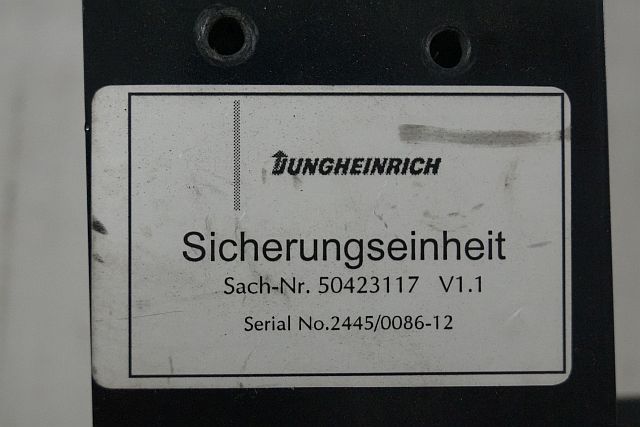 JUNGHEINRICH
Sicherungseinheit
Sach-Nr. 50423117 V1.1
Serial No.2445/0086-12